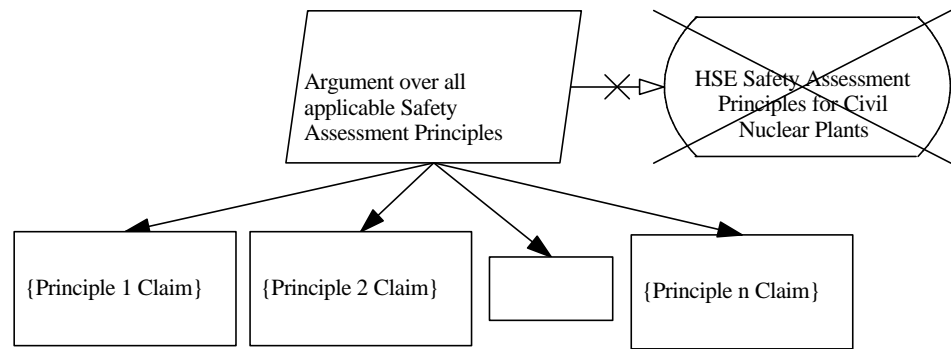 Argument over all
applicable Safety
Assessment Principles
HSE Safety Assessment
Principles for Civil
Nuclear Plants
{Principle 1 Claim}
{Principle 2 Claim}
{Principle n Claim}